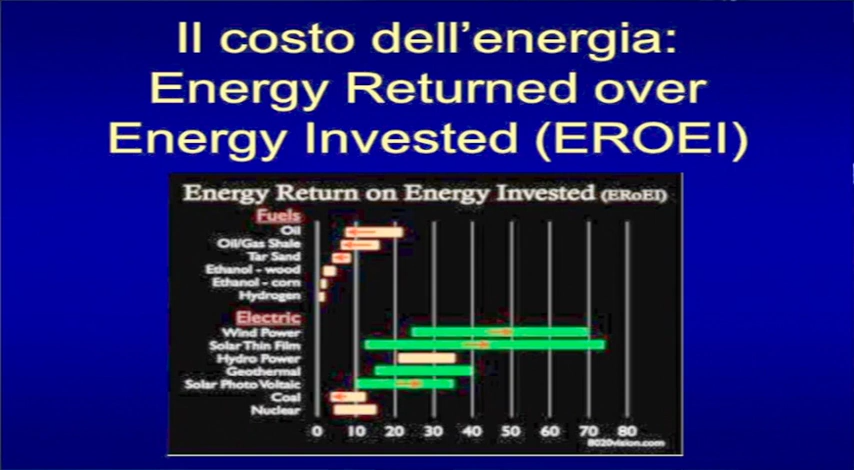 Il costo dell'energia:
Energy Returned over
Energy Invested (EROEI)
Energy Return on Energy Invested (ERoEI)
Fuels
Oil
Oil/Gas Shale
Tar Sand
Ethanol - wood
Ethanol - corn
Hydrogen
Electric
Wind Power
Solar Thin Film
Hydro Power
Geothermal
Solar Photo Voltaic
Coal
Nuclear
0 10 20 30 40 50 60 70 80
8020vision.com